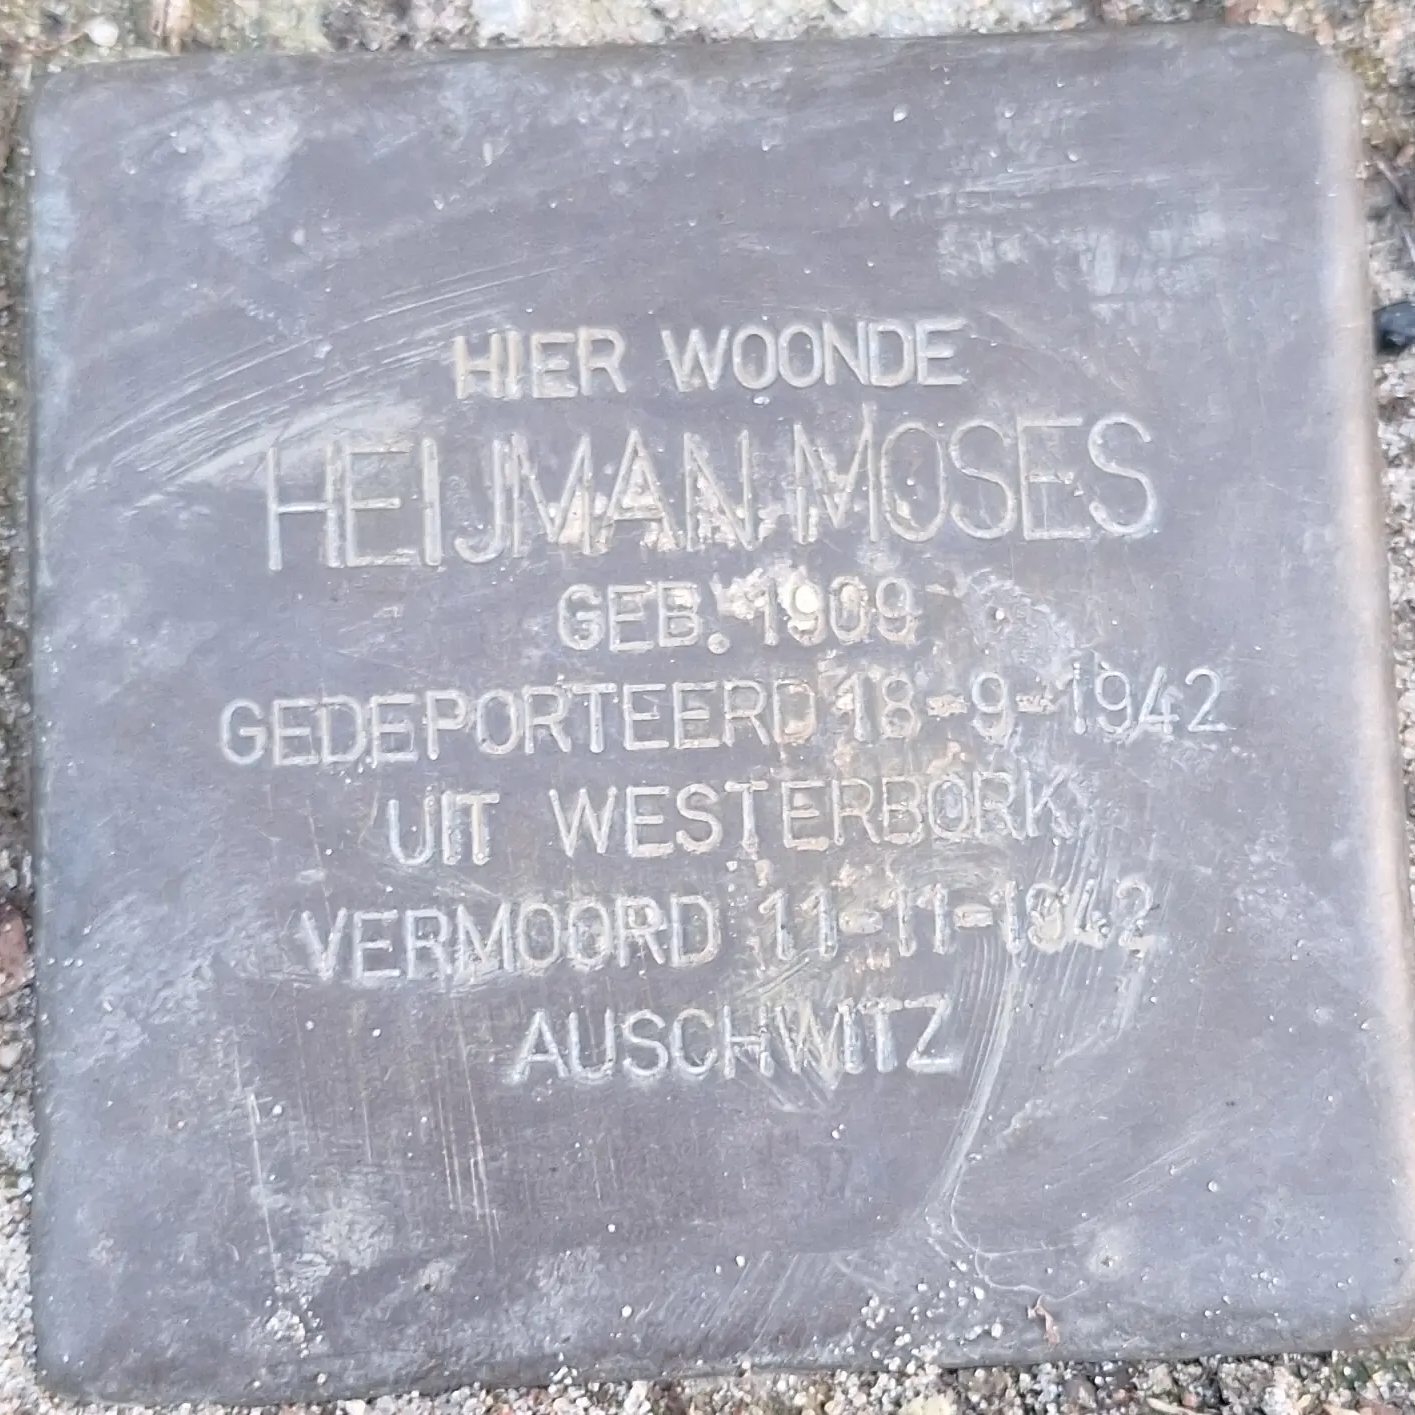 HIER WOONDE
HEIJMAN MOSES
GEB. 1909
GEDEPORTEERD 18-9-1942
UIT WESTERBORK
VERMOORD 11-11-1942
AUSCHWITZ